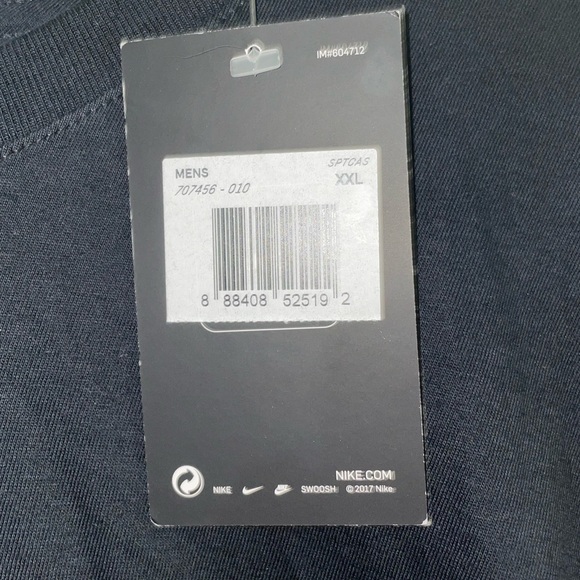 IM#604712
MENS SPTCAS
707456 - 010 XXL
8 88408 52519 2
NIKE.COM
NIKE SWOOSH © 2017 Nike